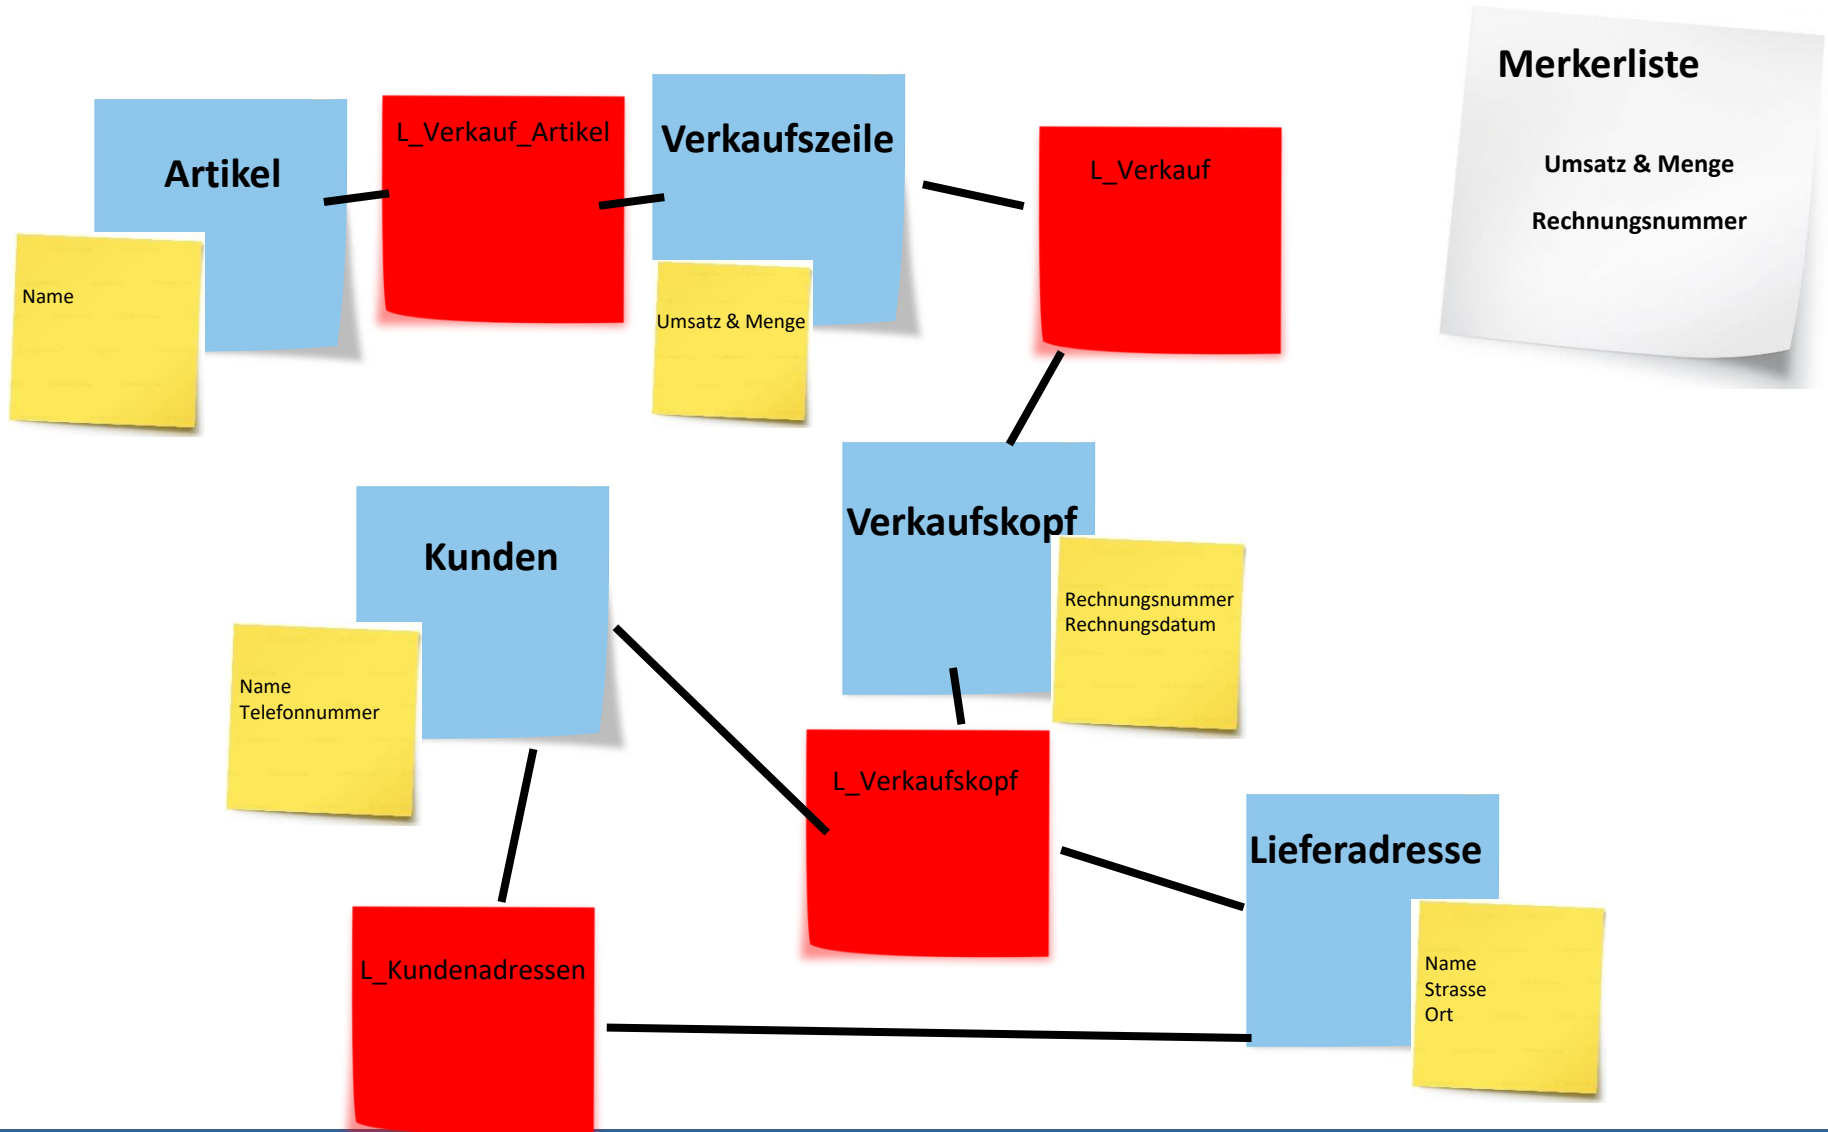 Merkerliste
Umsatz & Menge
Rechnungsnummer
Artikel
L_Verkauf_Artikel
Verkaufszeile
L_Verkauf
Name
Umsatz & Menge
Kunden
Verkaufskopf
Name
Telefonnummer
Rechnungsnummer
Rechnungsdatum
L_Verkaufskopf
Lieferadresse
L_Kundenadressen
Name
Strasse
Ort